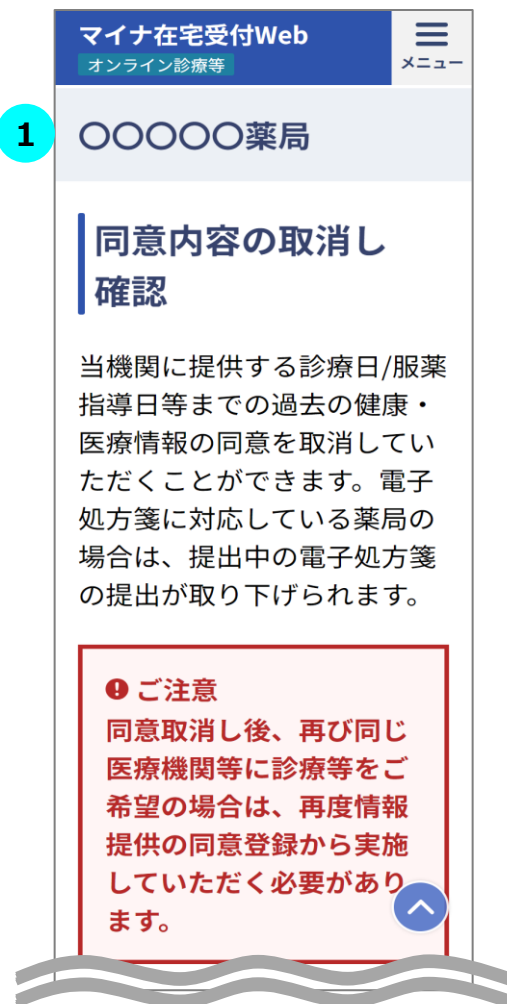 マイナ在宅受付Web
オンライン診療等
メニュー
1
〇〇〇〇〇薬局
同意内容の取消し
確認
当機関に提供する診療日/服薬
指導日等までの過去の健康・
医療情報の同意を取消してい
ただくことができます。電子
処方箋に対応している薬局の
場合は、提出中の電子処方箋
の提出が取り下げられます。
ご注意
同意取消し後、再び同じ
医療機関等に診療等をご
希望の場合は、再度情報
提供の同意登録から実施
していただく必要があり
ます。